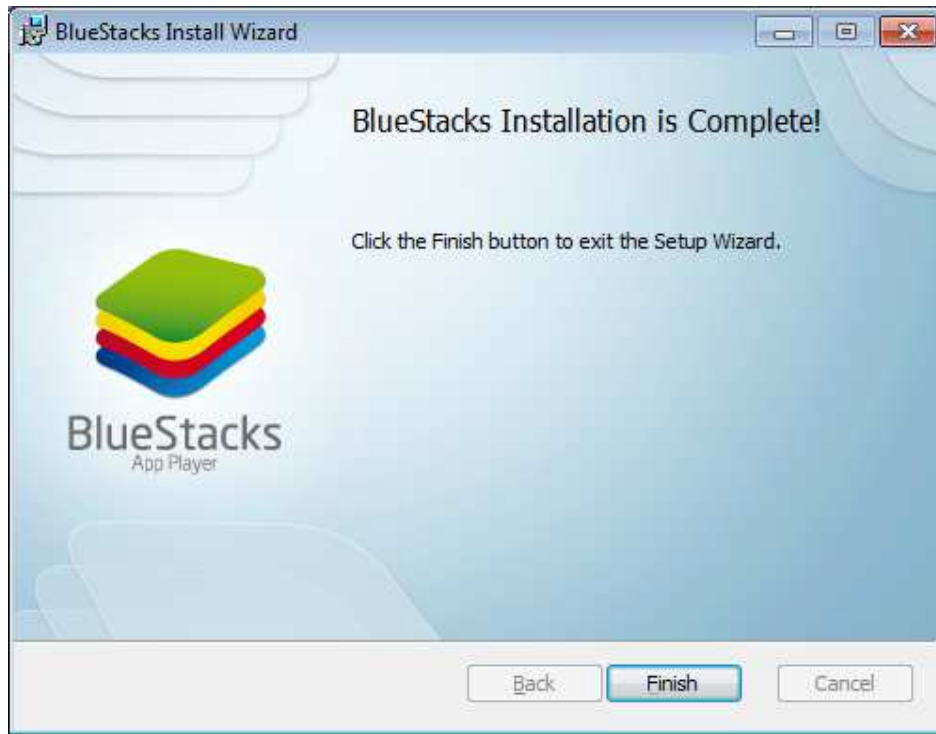 BlueStacks Install Wizard
BlueStacks Installation is Complete!
Click the Finish button to exit the Setup Wizard.
BlueStacks
App Player
Back
Finish
Cancel